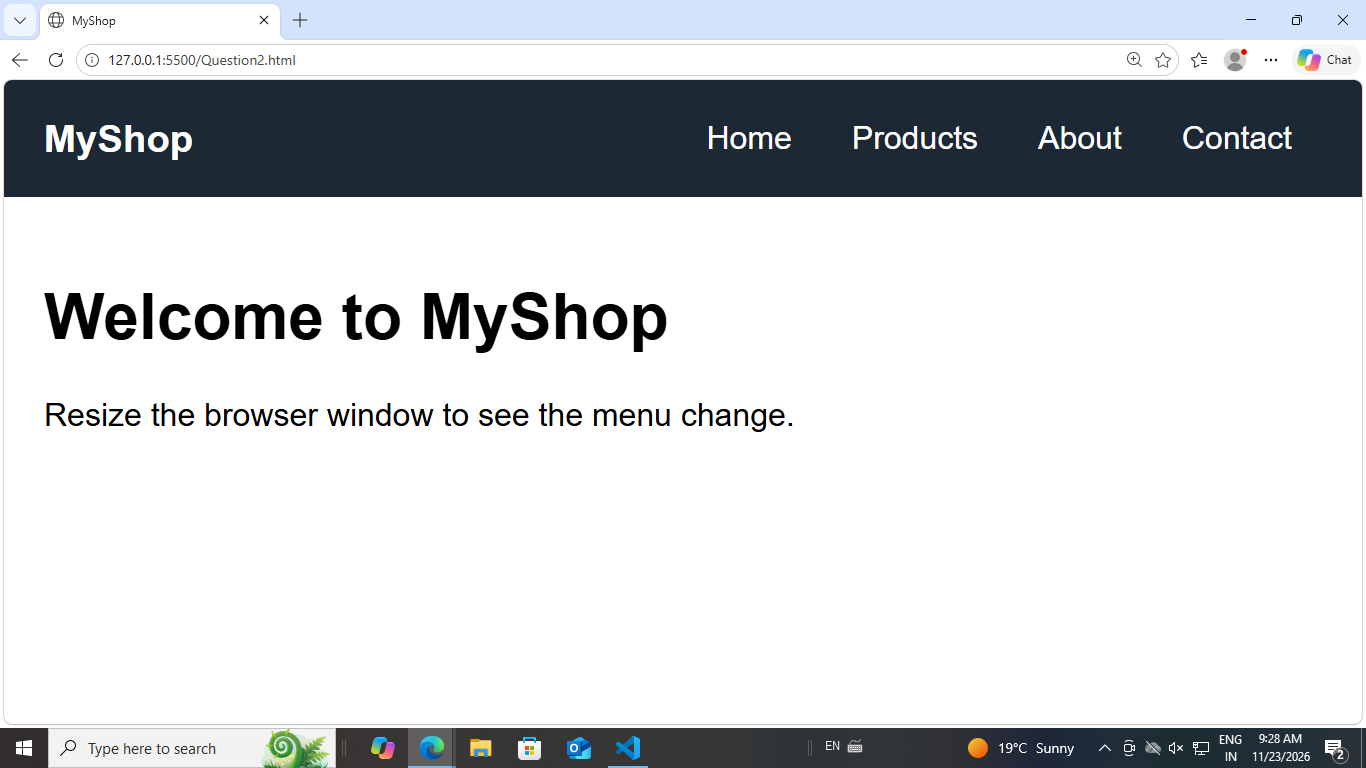 MyShop
127.0.0.1:5500/Question2.html
Chat
MyShop Home Products About Contact
Welcome to MyShop
Resize the browser window to see the menu change.
Type here to search
EN
19°C Sunny
ENG
IN
9:28 AM
11/23/2026
2